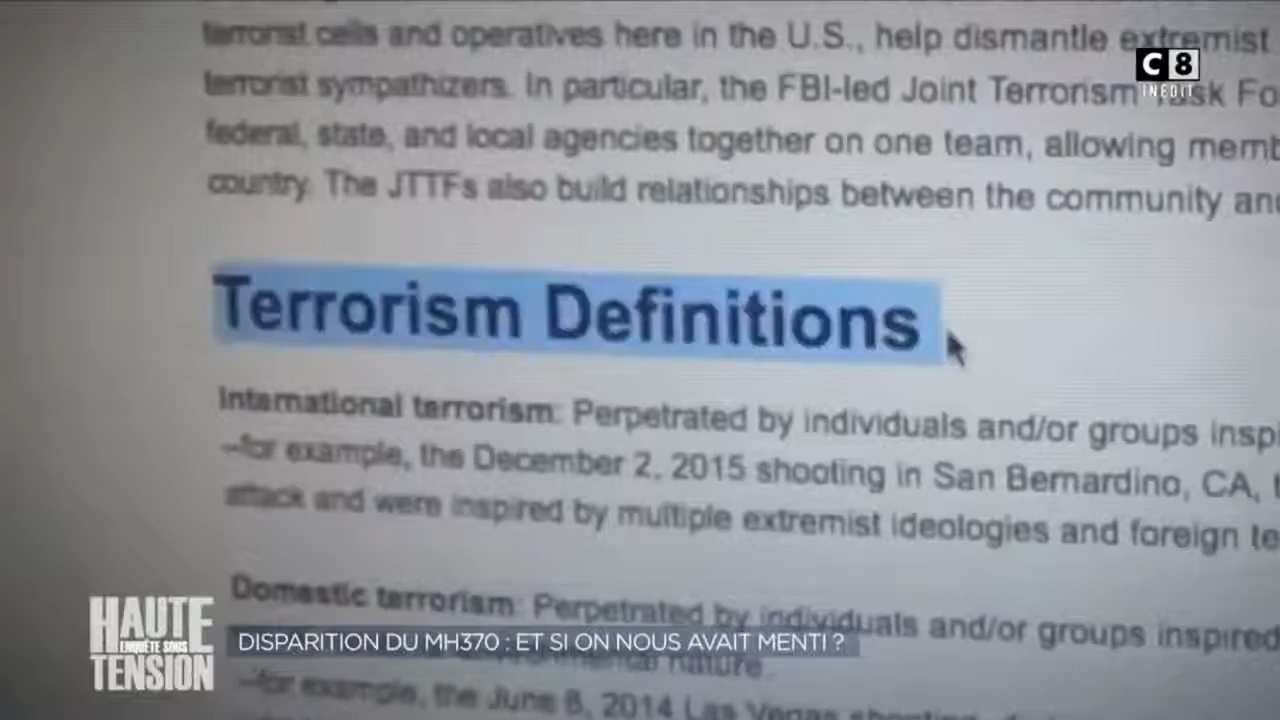 terrorist cells and operatives here in the U.S., help dismantle extremist
terrorist sympathizers. In particular, the FBI-led Joint Terrorism Task Fo
federal, state, and local agencies together on one team, allowing memb
country. The JTTFs also build relationships between the community and
C8
INÉDIT
Terrorism Definitions
International terrorism: Perpetrated by individuals and/or groups inspi
–for example, the December 2, 2015 shooting in San Bernardino, CA, t
attack and were inspired by multiple extremist ideologies and foreign te
Domestic terrorism: Perpetrated by individuals and/or groups inspired
nature.
–for example, the June 8, 2014 Las Vegas shooting,
HAUTE
ENQUÊTE SOUS
TENSION
DISPARITION DU MH370 : ET SI ON NOUS AVAIT MENTI ?